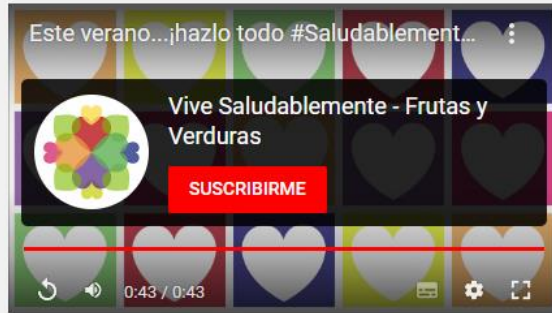 Este verano...¡hazlo todo #Saludablement...
Vive Saludablemente - Frutas y
Verduras
SUSCRIBIRME
0:43 / 0:43